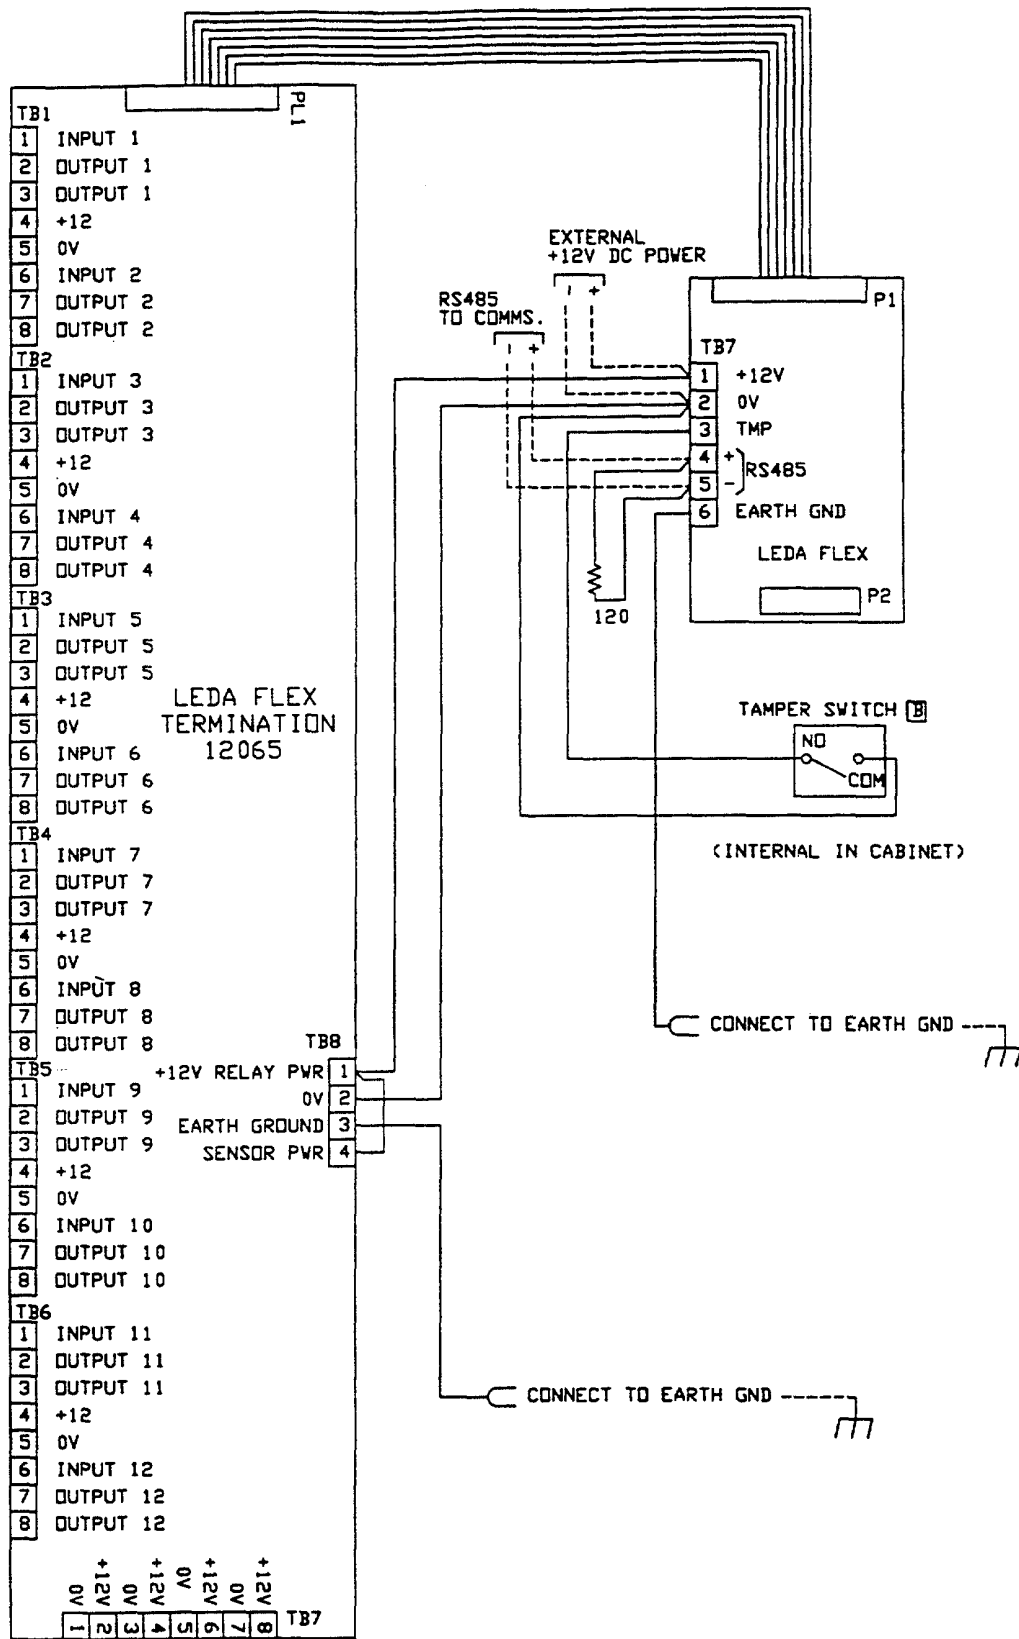 PL1
TB1
1 INPUT 1
2 OUTPUT 1
3 OUTPUT 1
4 +12
5 0V
6 INPUT 2
7 OUTPUT 2
8 OUTPUT 2
TB2
1 INPUT 3
2 OUTPUT 3
3 OUTPUT 3
4 +12
5 0V
6 INPUT 4
7 OUTPUT 4
8 OUTPUT 4
TB3
1 INPUT 5
2 OUTPUT 5
3 OUTPUT 5
4 +12
5 0V
6 INPUT 6
7 OUTPUT 6
8 OUTPUT 6
LEDA FLEX
TERMINATION
12065
TB4
1 INPUT 7
2 OUTPUT 7
3 OUTPUT 7
4 +12
5 0V
6 INPUT 8
7 OUTPUT 8
8 OUTPUT 8
TB5
1 INPUT 9
2 OUTPUT 9
3 OUTPUT 9
4 +12
5 0V
6 INPUT 10
7 OUTPUT 10
8 OUTPUT 10
TB6
1 INPUT 11
2 OUTPUT 11
3 OUTPUT 11
4 +12
5 0V
6 INPUT 12
7 OUTPUT 12
8 OUTPUT 12
0V +12V 0V +12V 0V +12V 0V +12V
1 2 3 4 5 6 7 8 TB7
TB8
+12V RELAY PWR 1
0V 2
EARTH GROUND 3
SENSOR PWR 4
EXTERNAL
+12V DC POWER
- +
RS485
TO COMMS.
- +
P1
TB7
1 +12V
2 0V
3 TMP
4 +
RS485
5 -
6 EARTH GND
LEDA FLEX
P2
120
TAMPER SWITCH B
NO
COM
(INTERNAL IN CABINET)
CONNECT TO EARTH GND
CONNECT TO EARTH GND